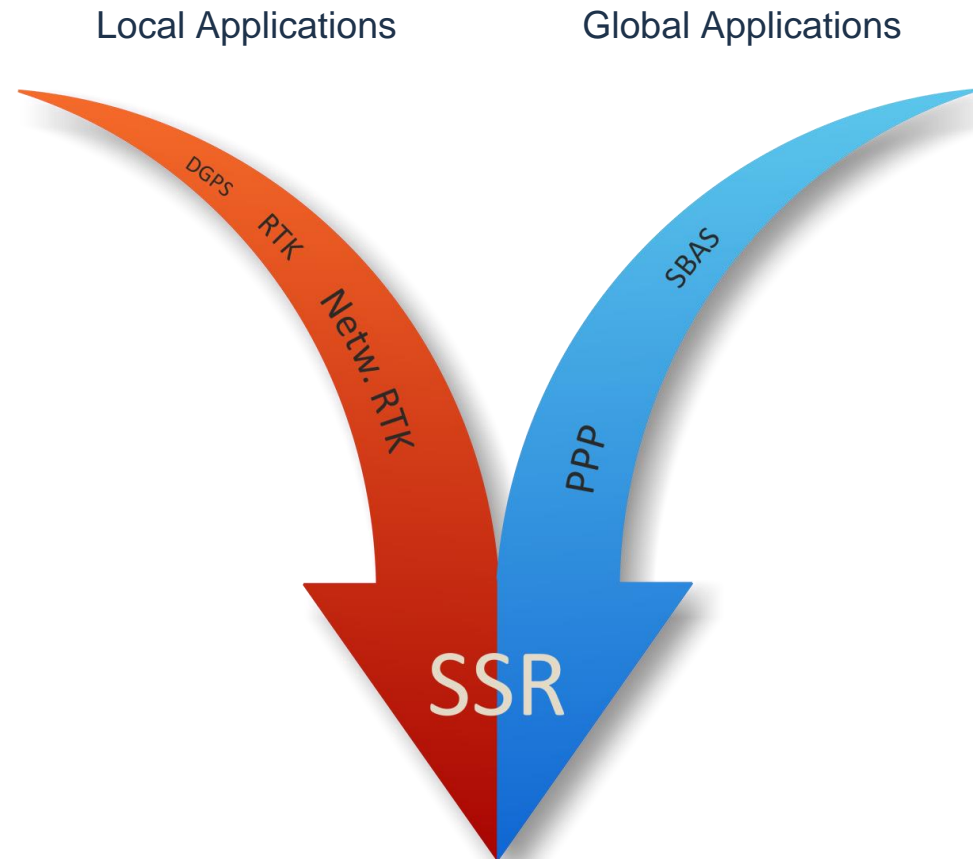 Local Applications
Global Applications
DGPS
RTK
Netw. RTK
SBAS
PPP
SSR